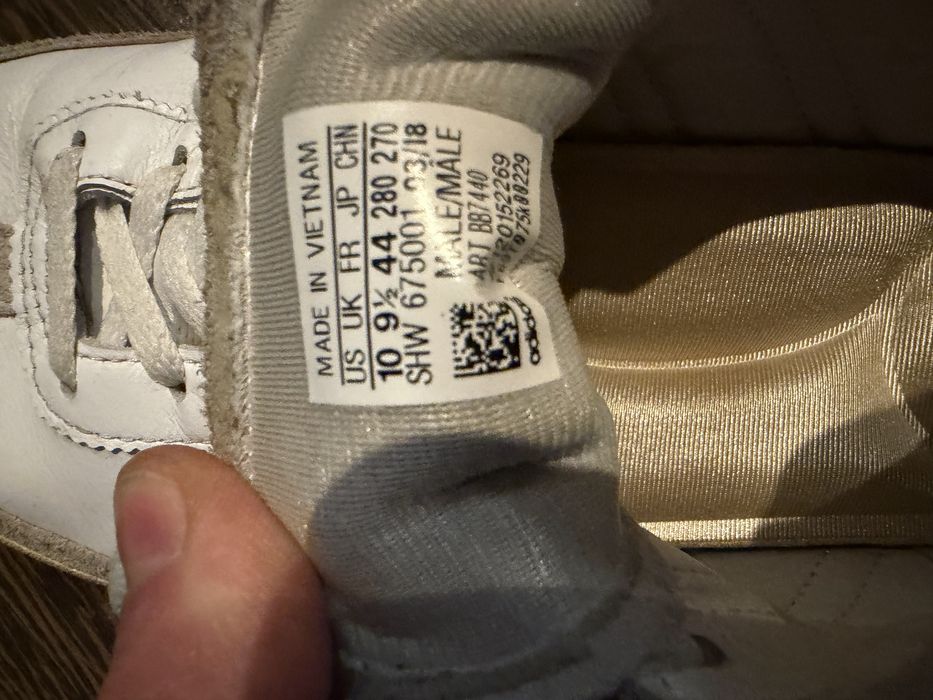 MADE IN VIETNAM
US UK FR JP CHN
10 9½ 44 280 270
SHW 675001 03/18
MALE/MALE
ART BB7440
adidas